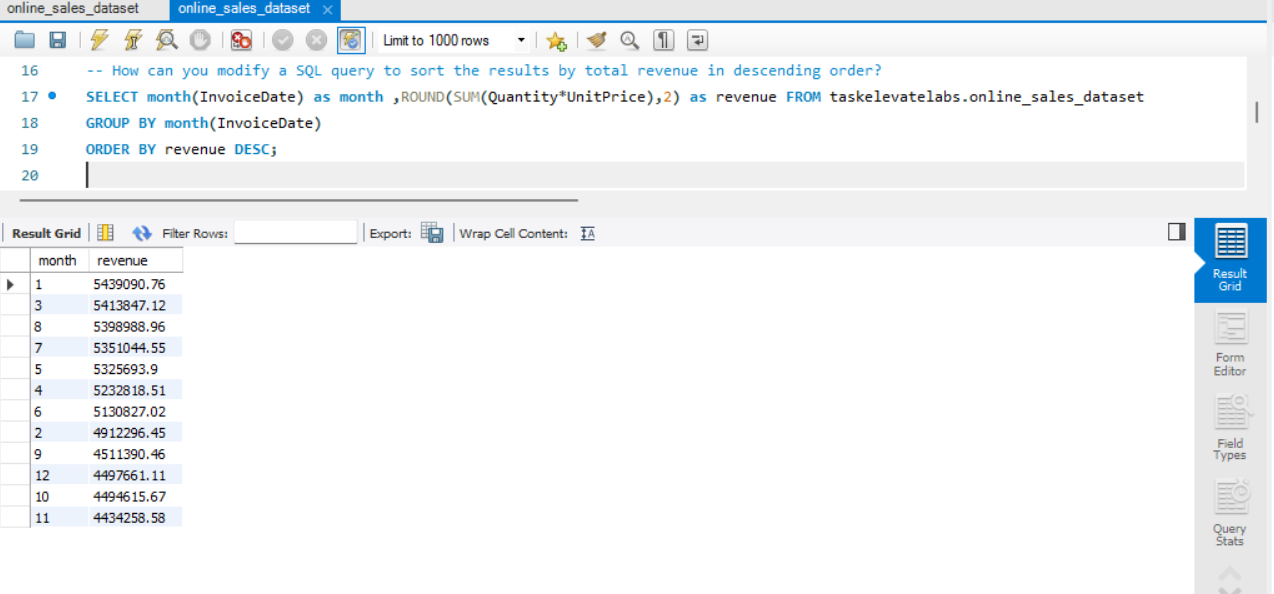 online_sales_dataset online_sales_dataset
Limit to 1000 rows
16 -- How can you modify a SQL query to sort the results by total revenue in descending order?
17 SELECT month(InvoiceDate) as month ,ROUND(SUM(Quantity*UnitPrice),2) as revenue FROM taskelevatelabs.online_sales_dataset
18 GROUP BY month(InvoiceDate)
19 ORDER BY revenue DESC;
20
Result Grid Filter Rows: Export: Wrap Cell Content:
month revenue
1 5439090.76
3 5413847.12
8 5398988.96
7 5351044.55
5 5325693.9
4 5232818.51
6 5130827.02
2 4912296.45
9 4511390.46
12 4497661.11
10 4494615.67
11 4434258.58
Result
Grid
Form
Editor
Field
Types
Query
Stats